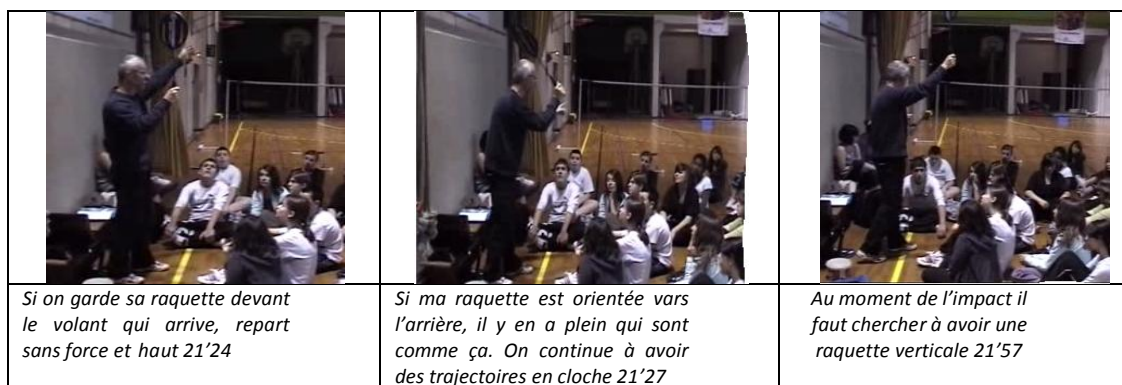 Si on garde sa raquette devant
le volant qui arrive, repart
sans force et haut 21’24
Si ma raquette est orientée vars
l’arrière, il y en a plein qui sont
comme ça. On continue à avoir
des trajectoires en cloche 21’27
Au moment de l’impact il
faut chercher à avoir une
raquette verticale 21’57